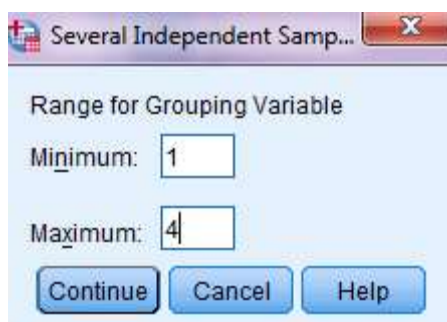 Several Independent Samp...
Range for Grouping Variable
Minimum: 1
Maximum: 4
Continue Cancel Help